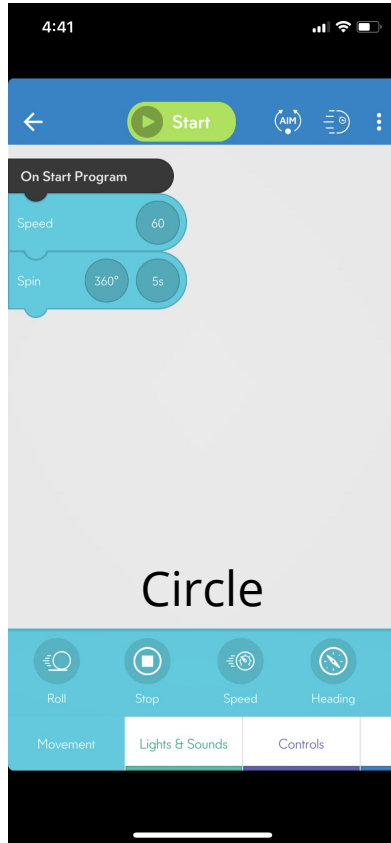 4:41
Start
AIM
On Start Program
Speed 60
Spin 360° 5s
Circle
Roll Stop Speed Heading
Movement Lights & Sounds Controls